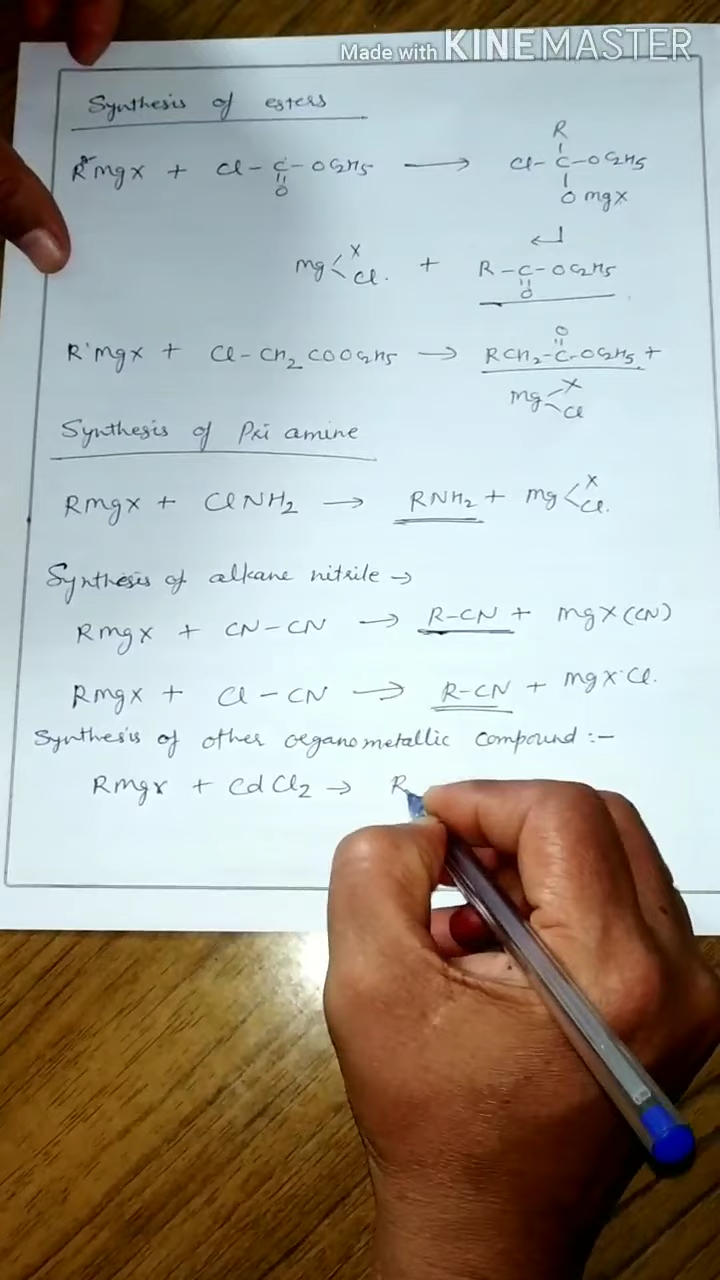 Made with KINEMASTER
Synthesis of esters
R
RMgX + Cl-C-OC2H5 → Cl-C-OC2H5
O
O MgX
↲
Mg<X Cl. + R-C-OC2H5
O
O
R'MgX + Cl-CH2COOC2H5 → RCH2-C-OC2H5 +
Mg<X Cl
Synthesis of Pri amine
RMgX + ClNH2 → RNH2 + Mg<X Cl.
Synthesis of alkane nitrile →
RMgX + CN-CN → R-CN + MgX(CN)
RMgX + Cl-CN → R-CN + MgX·Cl.
Synthesis of other organometallic compound :-
RMgX + CdCl2 → R